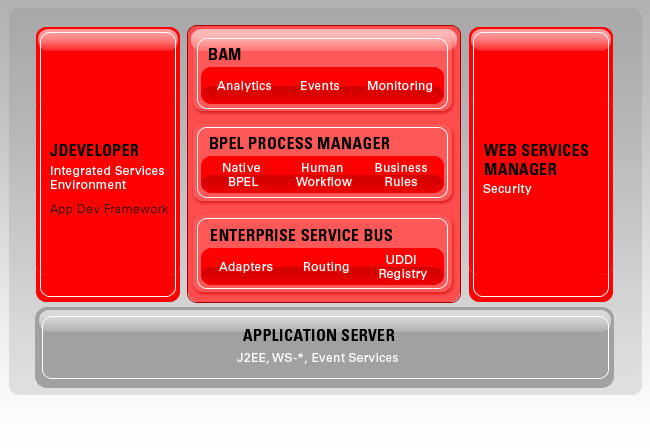 BAM
Analytics Events Monitoring
JDEVELOPER
Integrated Services
Environment
App Dev Framework
BPEL PROCESS MANAGER
Native Human Business
BPEL Workflow Rules
WEB SERVICES
MANAGER
Security
ENTERPRISE SERVICE BUS
Adapters Routing UDDI
Registry
APPLICATION SERVER
J2EE, WS-*, Event Services